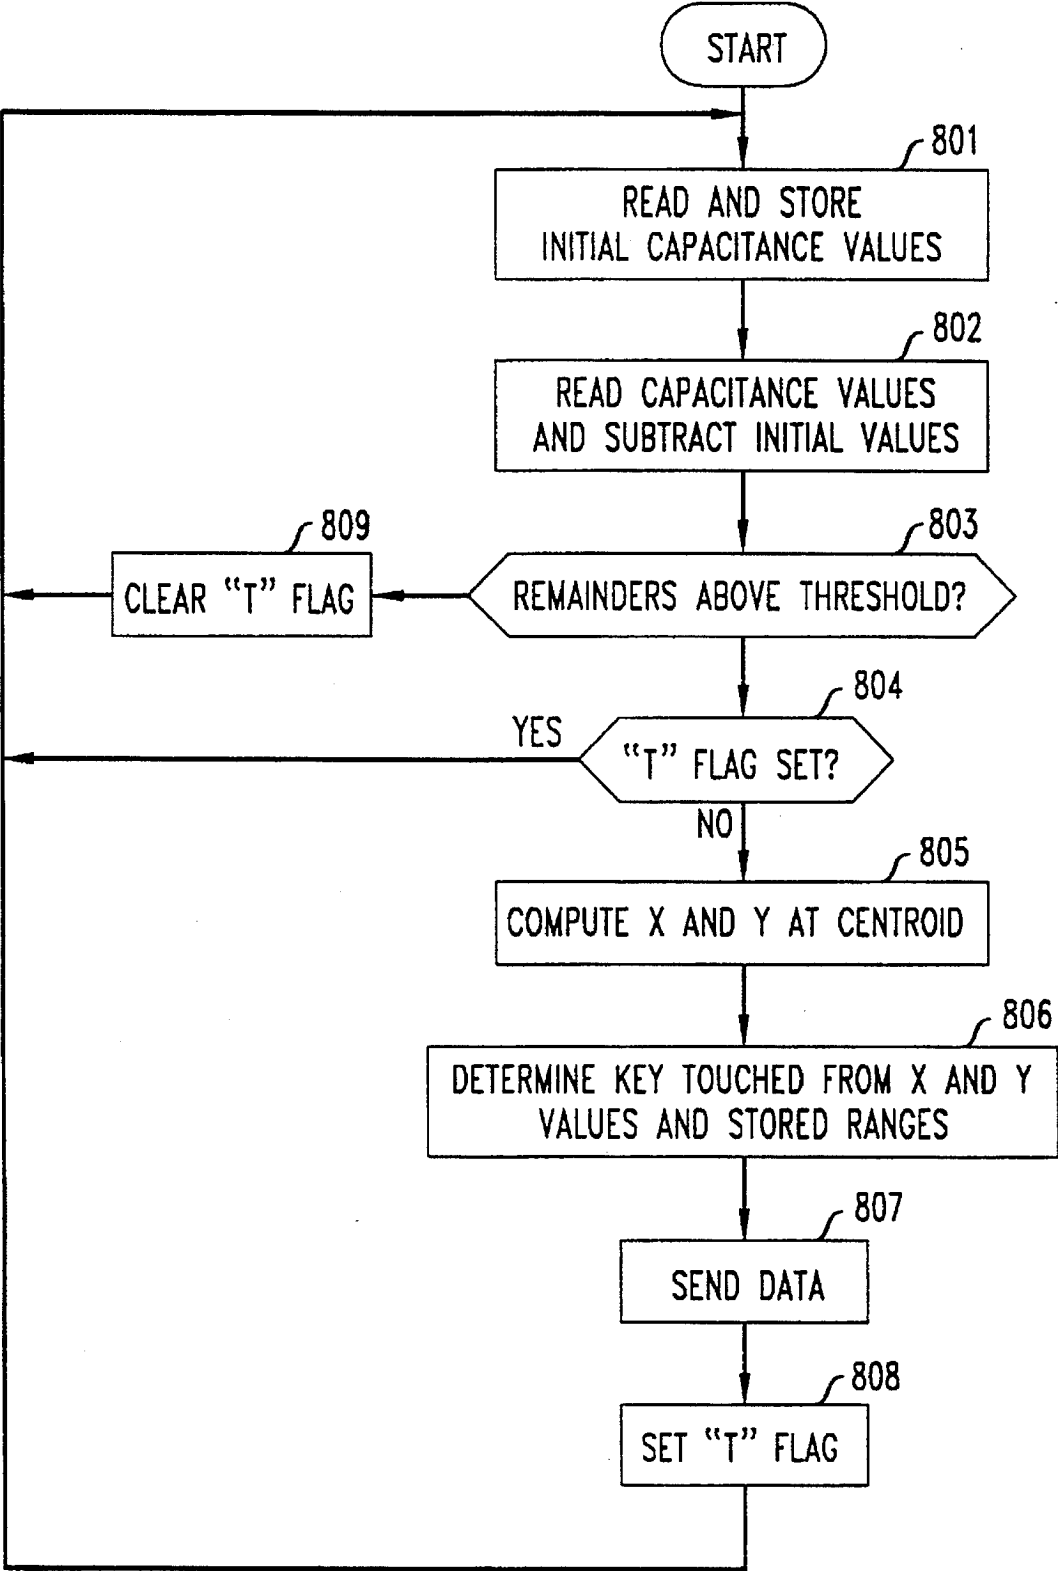 START
801
READ AND STORE
INITIAL CAPACITANCE VALUES
802
READ CAPACITANCE VALUES
AND SUBTRACT INITIAL VALUES
809
CLEAR “T” FLAG
803
REMAINDERS ABOVE THRESHOLD?
804
YES
“T” FLAG SET?
NO
805
COMPUTE X AND Y AT CENTROID
806
DETERMINE KEY TOUCHED FROM X AND Y
VALUES AND STORED RANGES
807
SEND DATA
808
SET “T” FLAG